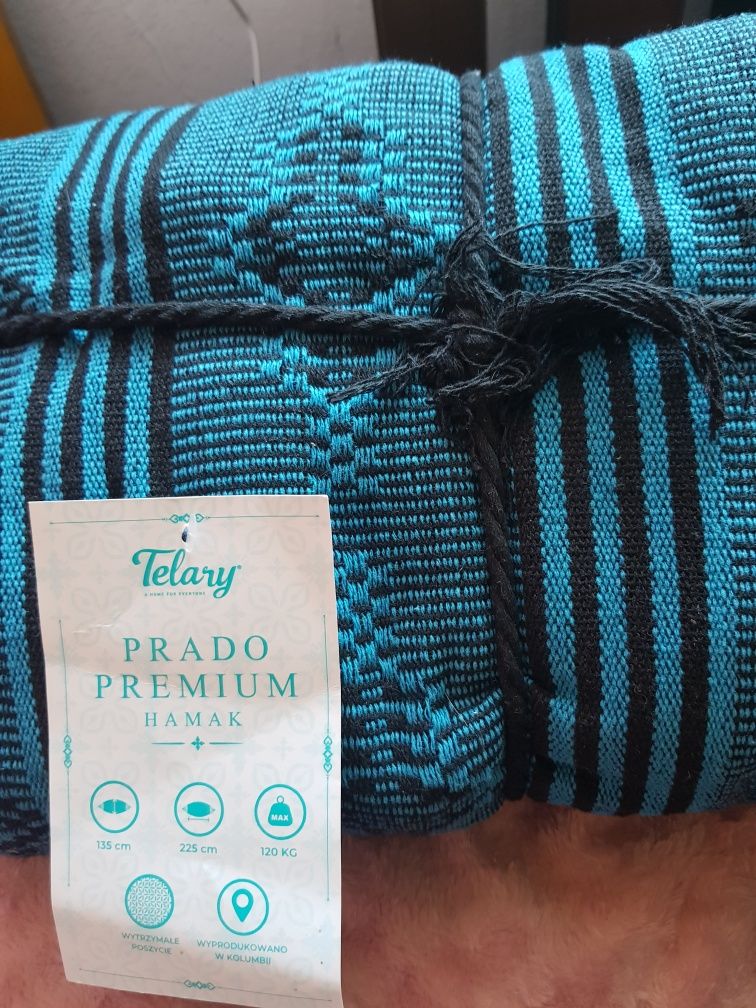 Telary®
A HOME FOR EVERYONE
PRADO
PREMIUM
HAMAK
MAX
135 cm
225 cm
120 KG
WYTRZYMAŁE
POSZYCIE
WYPRODUKOWANO
W KOLUMBII